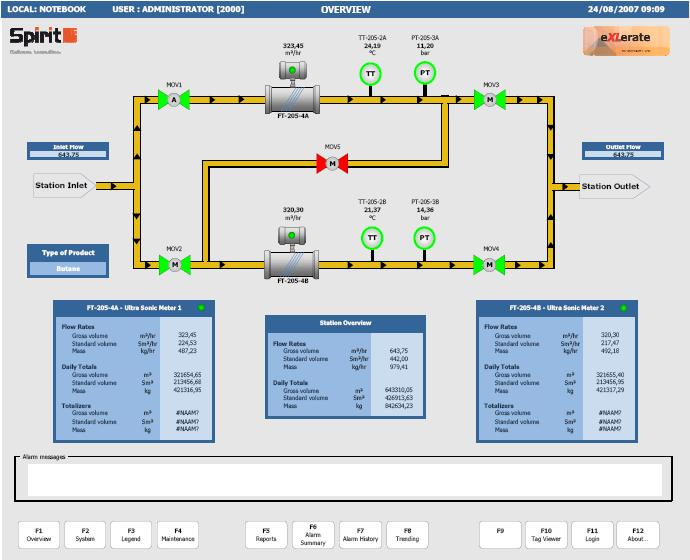 LOCAL: NOTEBOOK USER : ADMINISTRATOR [2000] OVERVIEW 24/08/2007 09:09
Spirit
eXLerate
323,45
m³/hr
TT-205-2A
24,19
°C
PT-205-3A
11,20
bar
MOV1
A
FT-205-4A
TT
PT
MOV3
M
MOV5
M
Inlet Flow
643,75
Station Inlet
Outlet Flow
643,75
Station Outlet
320,30
m³/hr
TT-205-2B
21,37
°C
PT-205-3B
14,36
bar
Type of Product
Butane
MOV2
M
FT-205-4B
TT
PT
MOV4
M
FT-205-4A - Ultra Sonic Meter 1
Flow Rates
Gross volume m³/hr 323,45
Standard volume Sm³/hr 224,53
Mass kg/hr 487,23
Daily Totals
Gross volume m³ 321654,65
Standard volume Sm³ 213456,68
Mass kg 421316,95
Totalizers
Gross volume m³ #NAAM?
Standard volume Sm³ #NAAM?
Mass kg #NAAM?
Station Overview
Flow Rates
Gross volume m³/hr 643,75
Standard volume Sm³/hr 442,00
Mass kg/hr 979,41
Daily Totals
Gross volume m³ 643310,05
Standard volume Sm³ 426913,63
Mass kg 842634,23
FT-205-4B - Ultra Sonic Meter 2
Flow Rates
Gross volume m³/hr 320,30
Standard volume Sm³/hr 217,47
Mass kg/hr 492,18
Daily Totals
Gross volume m³ 321655,40
Standard volume Sm³ 213456,95
Mass kg 421317,29
Totalizers
Gross volume m³ #NAAM?
Standard volume Sm³ #NAAM?
Mass kg #NAAM?
Alarm messages
F1
Overview
F2
System
F3
Legend
F4
Maintenance
F5
Reports
F6
Alarm
Summary
F7
Alarm History
F8
Trending
F9
F10
Tag Viewer
F11
Login
F12
About...